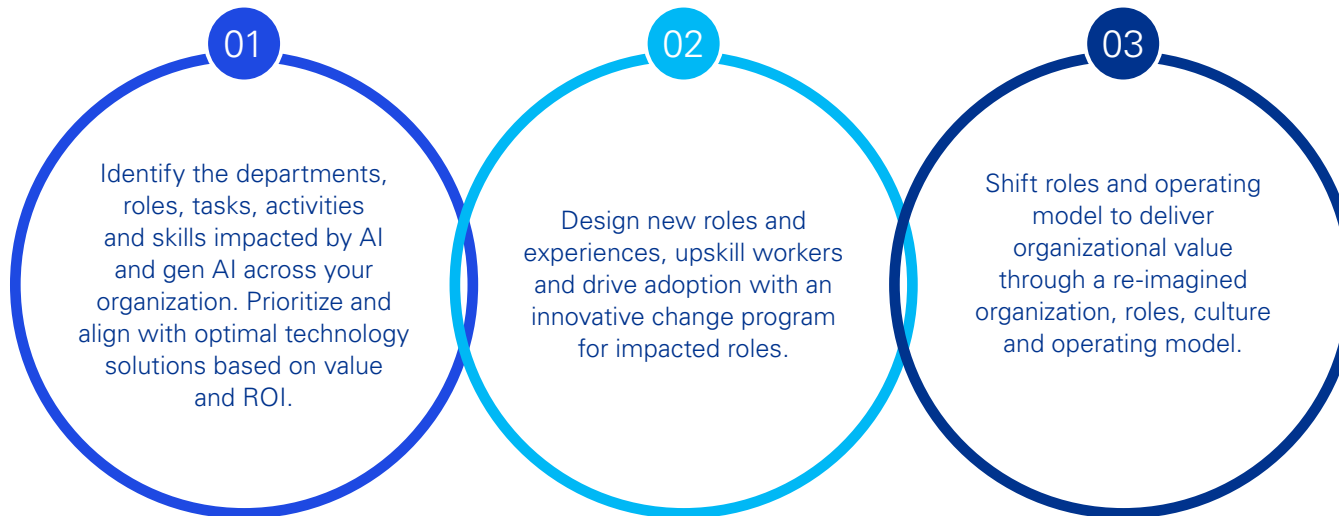 01
Identify the departments,
roles, tasks, activities
and skills impacted by AI
and gen AI across your
organization. Prioritize and
align with optimal technology
solutions based on value
and ROI.
02
Design new roles and
experiences, upskill workers
and drive adoption with an
innovative change program
for impacted roles.
03
Shift roles and operating
model to deliver
organizational value
through a re-imagined
organization, roles, culture
and operating model.